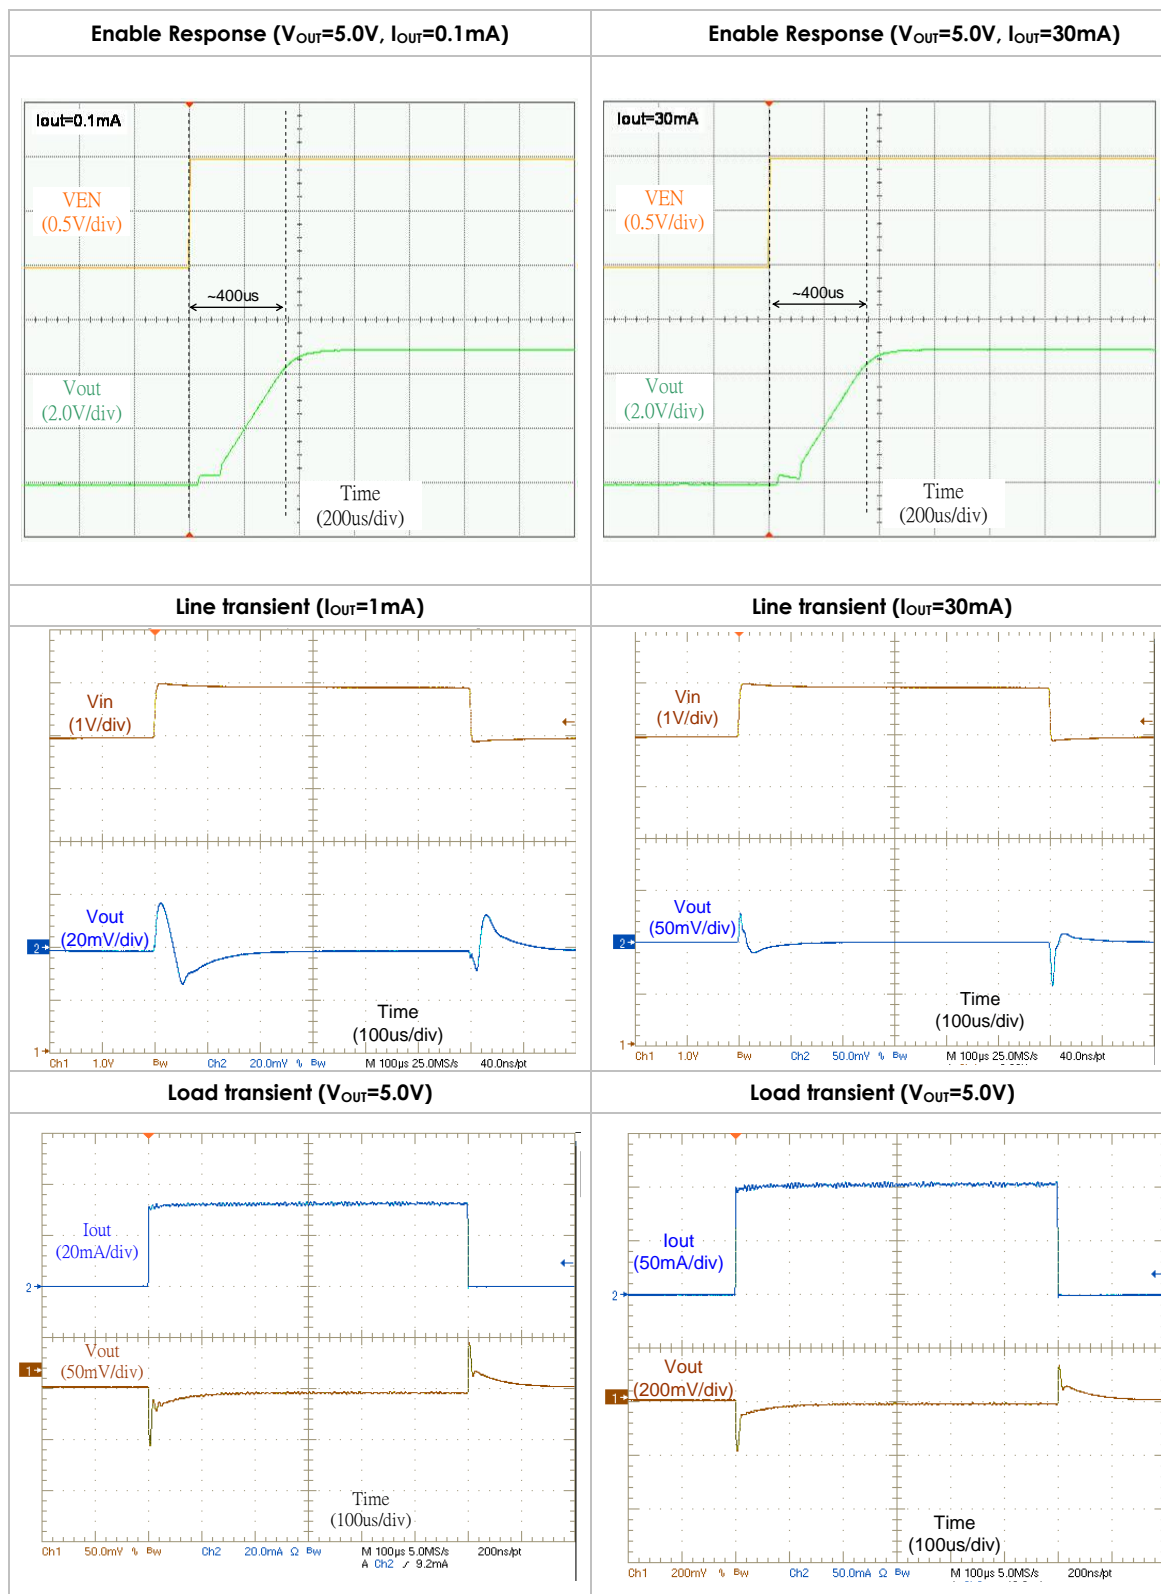 Enable Response (VOUT=5.0V, IOUT=0.1mA)
Enable Response (VOUT=5.0V, IOUT=30mA)
Iout=0.1mA
VEN
(0.5V/div)
~400us
Vout
(2.0V/div)
Time
(200us/div)
Iout=30mA
VEN
(0.5V/div)
~400us
Vout
(2.0V/div)
Time
(200us/div)
Line transient (IOUT=1mA)
Line transient (IOUT=30mA)
Vin
(1V/div)
Vout
(20mV/div)
2
Time
(100us/div)
1
Ch1 1.0V Bw Ch2 20.0mV % Bw M 100µs 25.0MS/s 40.0ns/pt
Vin
(1V/div)
Vout
(50mV/div)
2
Time
(100us/div)
1
Ch1 1.0V Bw Ch2 50.0mV % Bw M 100µs 25.0MS/s 40.0ns/pt
Load transient (VOUT=5.0V)
Load transient (VOUT=5.0V)
Iout
(20mA/div)
2
Vout
(50mV/div)
1
Time
(100us/div)
Ch1 50.0mV % Bw Ch2 20.0mA Ω Bw M 100µs 5.0MS/s 200ns/pt
A Ch2 ∫ 9.2mA
Iout
(50mA/div)
2
Vout
(200mV/div)
1
Time
(100us/div)
Ch1 200mV % Bw Ch2 50.0mA Ω Bw M 100µs 5.0MS/s 200ns/pt